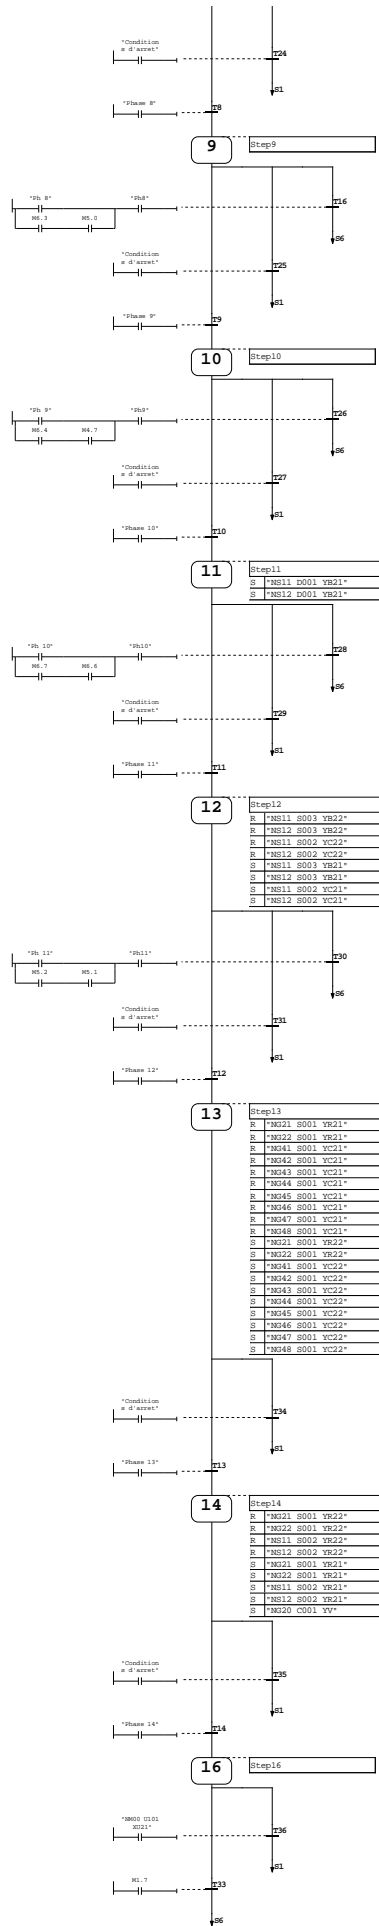 "Condition
s d'arret"
T24
S1
"Phase 8"
T8
9
Step9
"Ph 8"
"Ph8"
T16
M6.3
M5.0
S6
"Condition
s d'arret"
T25
S1
"Phase 9"
T9
10
Step10
"Ph 9"
"Ph9"
T26
M6.4
M4.7
S6
"Condition
s d'arret"
T27
S1
"Phase 10"
T10
11
Step11
S "NS11 D001 YB21"
S "NS12 D001 YB21"
"Ph 10"
"Ph10"
T28
M6.7
M6.6
S6
"Condition
s d'arret"
T29
S1
"Phase 11"
T11
12
Step12
R "NS11 S003 YB22"
R "NS12 S003 YB22"
R "NS11 S002 YC22"
R "NS12 S002 YC22"
S "NS11 S003 YB21"
S "NS12 S003 YB21"
S "NS11 S002 YC21"
S "NS12 S002 YC21"
"Ph 11"
"Ph11"
T30
M5.2
M5.1
S6
"Condition
s d'arret"
T31
S1
"Phase 12"
T12
13
Step13
R "NG21 S001 YR21"
R "NG22 S001 YR21"
R "NG41 S001 YC21"
R "NG42 S001 YC21"
R "NG43 S001 YC21"
R "NG44 S001 YC21"
R "NG45 S001 YC21"
R "NG46 S001 YC21"
R "NG47 S001 YC21"
R "NG48 S001 YC21"
S "NG21 S001 YR22"
S "NG22 S001 YR22"
S "NG41 S001 YC22"
S "NG42 S001 YC22"
S "NG43 S001 YC22"
S "NG44 S001 YC22"
S "NG45 S001 YC22"
S "NG46 S001 YC22"
S "NG47 S001 YC22"
S "NG48 S001 YC22"
"Condition
s d'arret"
T34
S1
"Phase 13"
T13
14
Step14
R "NG21 S001 YR22"
R "NG22 S001 YR22"
R "NS11 S002 YR22"
R "NS12 S002 YR22"
S "NG21 S001 YR21"
S "NG22 S001 YR21"
S "NS11 S002 YR21"
S "NS12 S002 YR21"
S "NG20 C001 YV"
"Condition
s d'arret"
T35
S1
"Phase 14"
T14
16
Step16
"NM00 U101
XU21"
T36
S1
M1.7
T33
S6